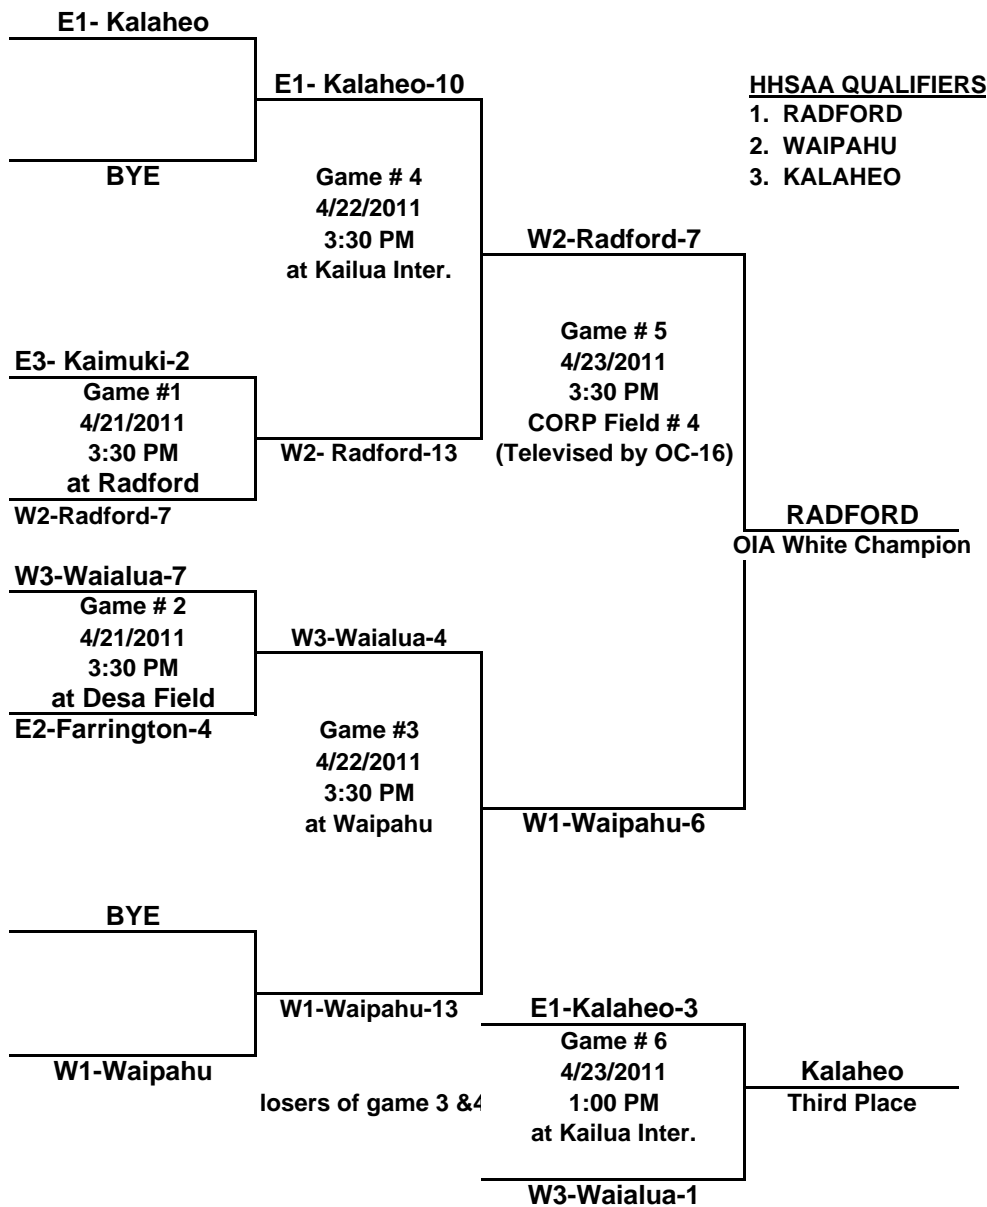 E1- Kalaheo
E1- Kalaheo-10
HHSAA QUALIFIERS
1. RADFORD
2. WAIPAHU
3. KALAHEO
BYE
Game # 4
4/22/2011
3:30 PM
at Kailua Inter.
W2-Radford-7
Game # 5
4/23/2011
3:30 PM
CORP Field # 4
(Televised by OC-16)
E3- Kaimuki-2
Game #1
4/21/2011
3:30 PM
at Radford
W2-Radford-7
W2- Radford-13
RADFORD
OIA White Champion
W3-Waialua-7
Game # 2
4/21/2011
3:30 PM
at Desa Field
E2-Farrington-4
W3-Waialua-4
Game #3
4/22/2011
3:30 PM
at Waipahu
W1-Waipahu-6
BYE
W1-Waipahu
W1-Waipahu-13
losers of game 3 &4
E1-Kalaheo-3
Game # 6
4/23/2011
1:00 PM
at Kailua Inter.
W3-Waialua-1
Kalaheo
Third Place